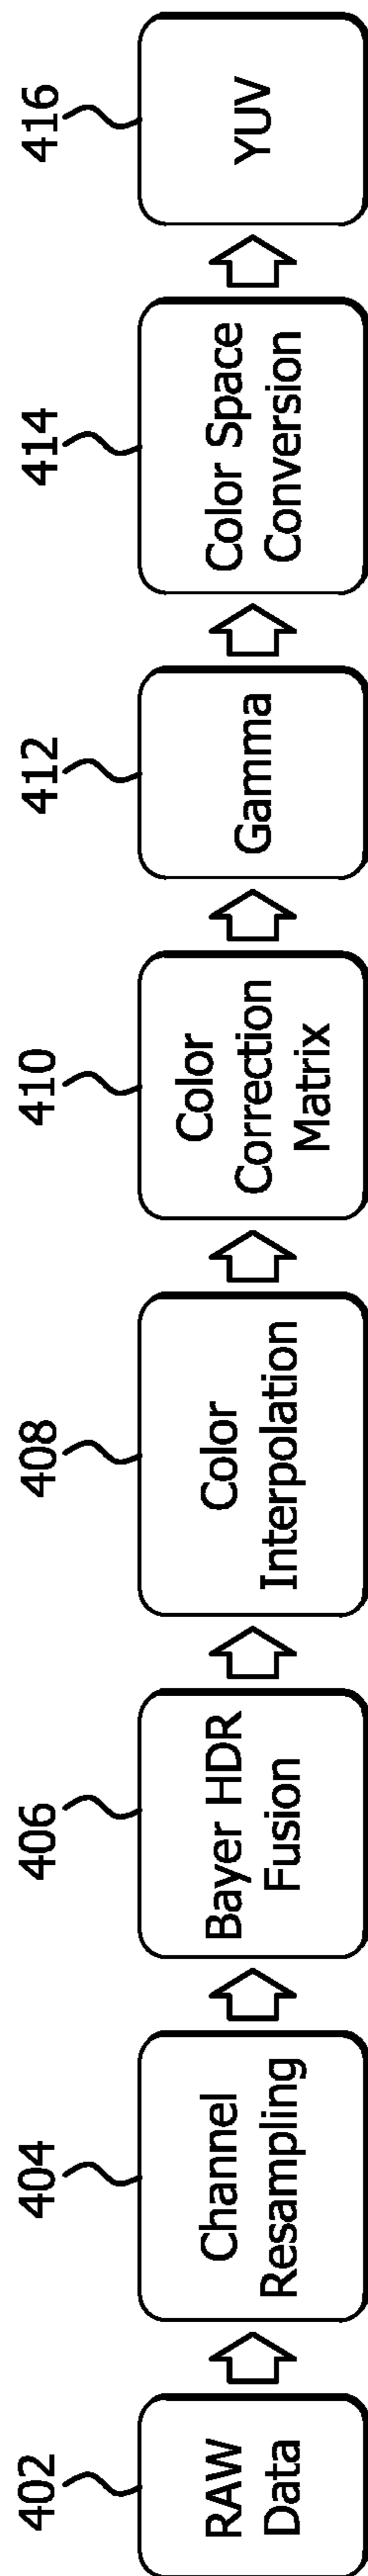 402
RAW
Data
404
Channel
Resampling
406
Bayer HDR
Fusion
408
Color
Interpolation
410
Color
Correction
Matrix
412
Gamma
414
Color Space
Conversion
416
YUV